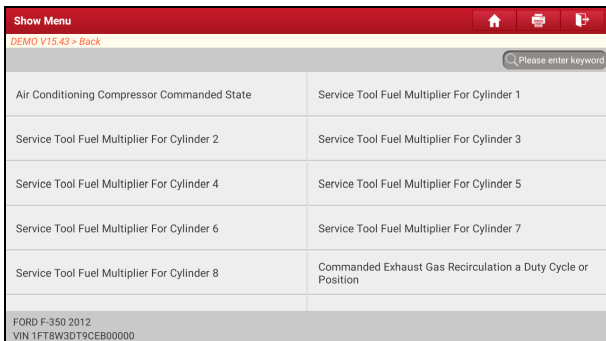 Show Menu
DEMO V15.43 > Back
Please enter keyword
Air Conditioning Compressor Commanded State
Service Tool Fuel Multiplier For Cylinder 1
Service Tool Fuel Multiplier For Cylinder 2
Service Tool Fuel Multiplier For Cylinder 3
Service Tool Fuel Multiplier For Cylinder 4
Service Tool Fuel Multiplier For Cylinder 5
Service Tool Fuel Multiplier For Cylinder 6
Service Tool Fuel Multiplier For Cylinder 7
Service Tool Fuel Multiplier For Cylinder 8
Commanded Exhaust Gas Recirculation a Duty Cycle or
Position
FORD F-350 2012
VIN 1FT8W3DT9CEB00000